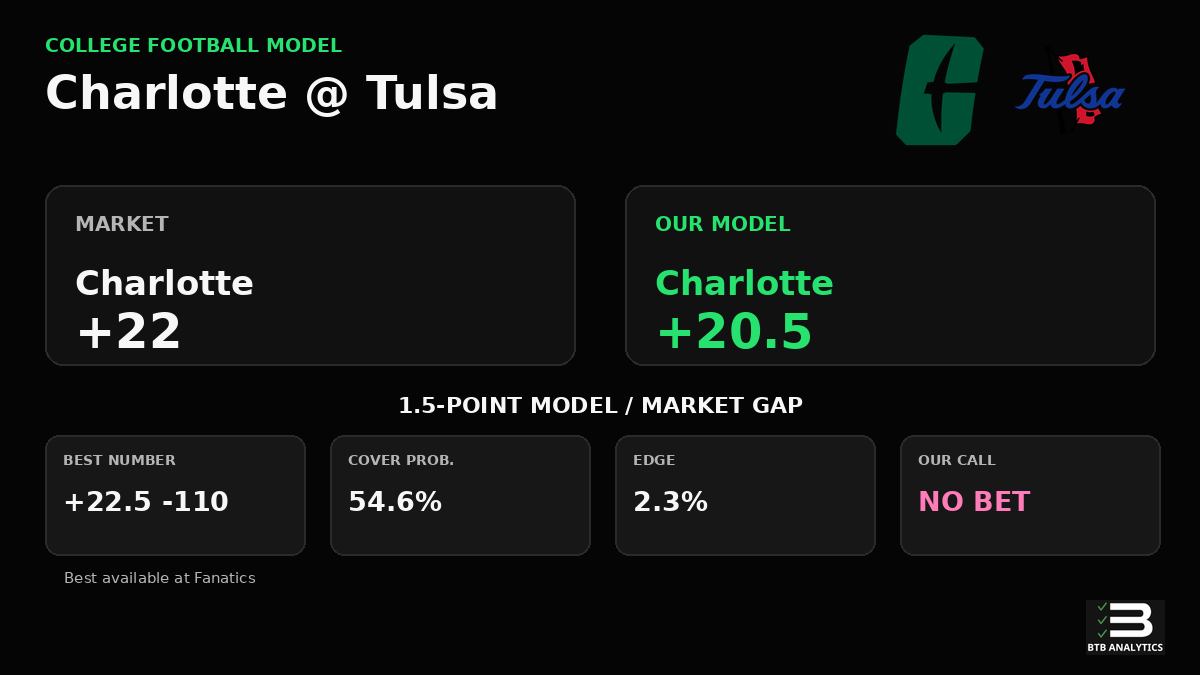 COLLEGE FOOTBALL MODEL
Charlotte @ Tulsa
Tulsa
MARKET
Charlotte
+22
OUR MODEL
Charlotte
+20.5
1.5-POINT MODEL / MARKET GAP
BEST NUMBER
+22.5 -110
COVER PROB.
54.6%
EDGE
2.3%
OUR CALL
NO BET
Best available at Fanatics
BTB ANALYTICS